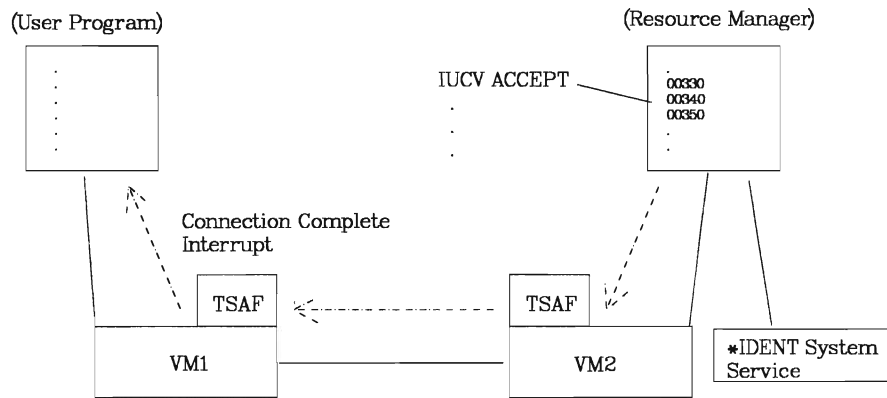 (User Program)
(Resource Manager)
IUCV ACCEPT
00330
00340
00350
Connection Complete
Interrupt
TSAF
TSAF
VM1
VM2
*IDENT System
Service